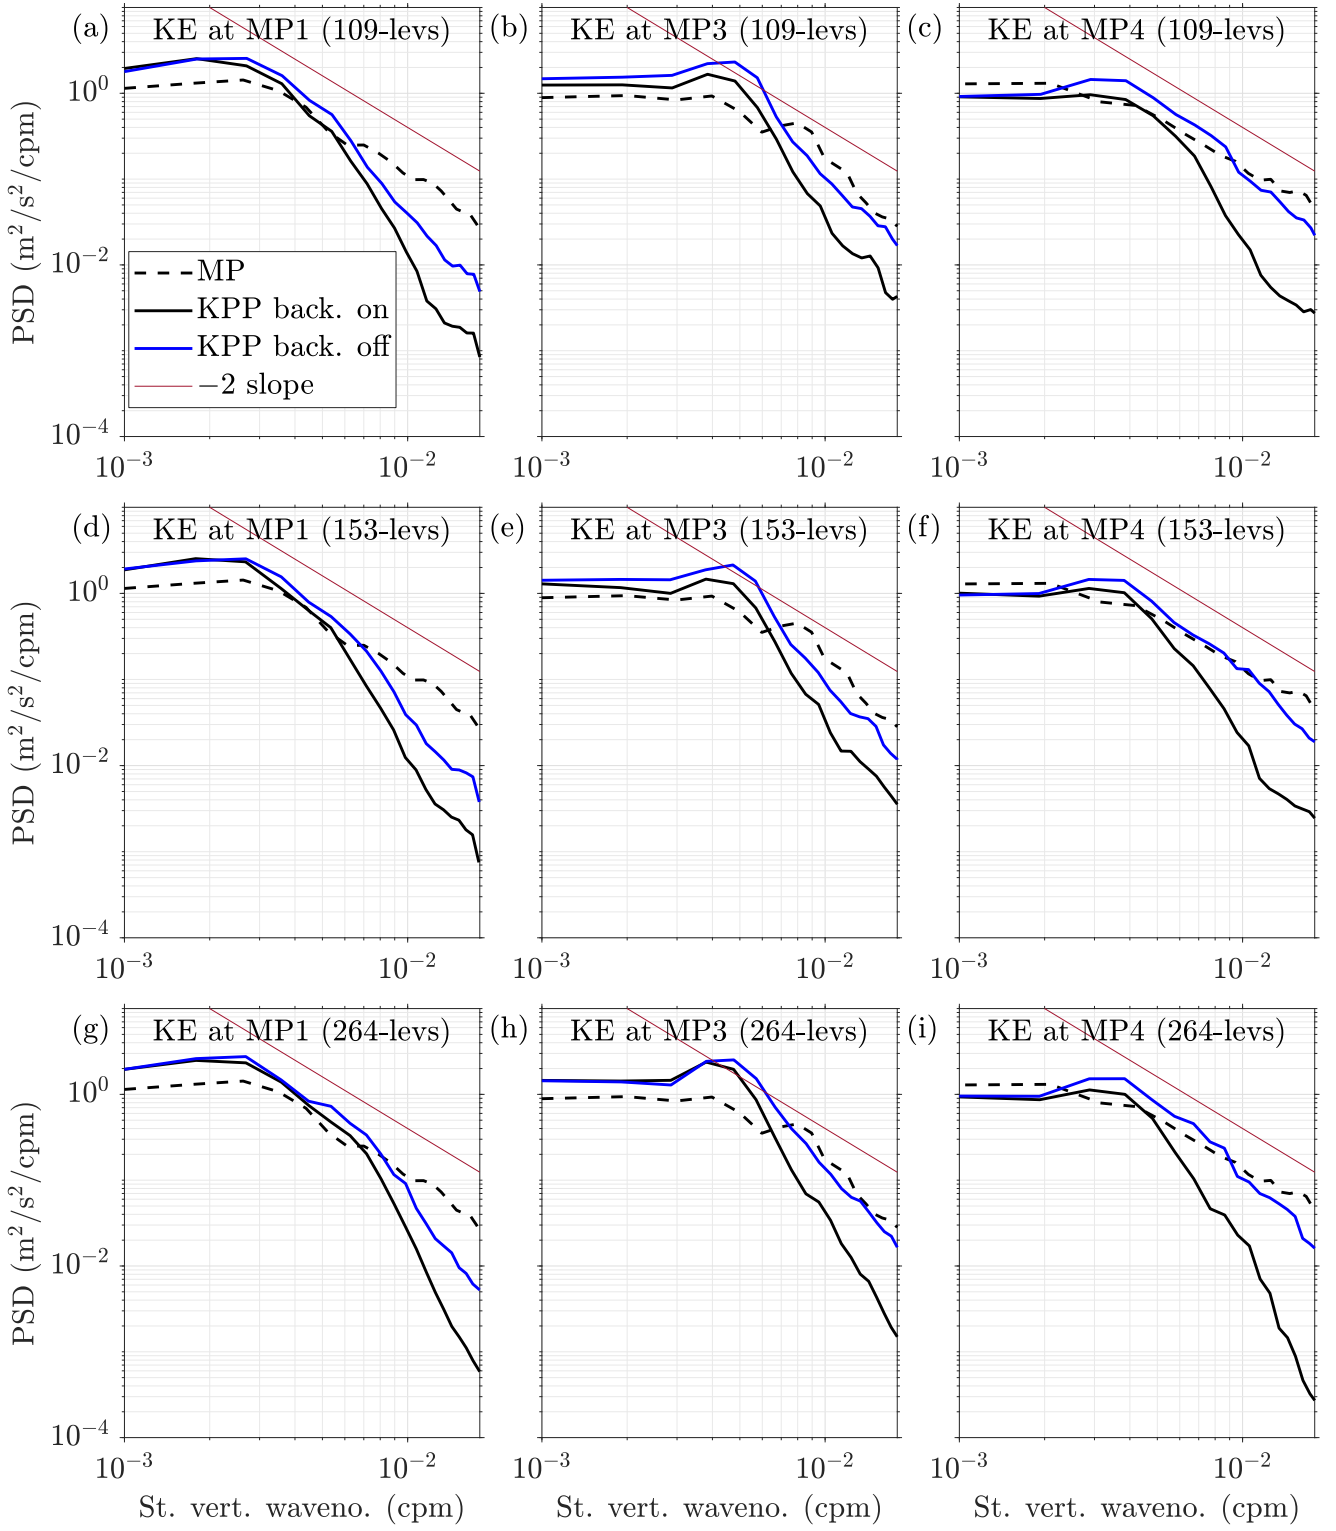 (a) KE at MP1 (109-levs)
(b) KE at MP3 (109-levs)
(c) KE at MP4 (109-levs)
PSD (m²/s²/cpm)
10⁰
10⁻²
10⁻⁴
MP
KPP back. on
KPP back. off
−2 slope
10⁻³ 10⁻²
10⁻³ 10⁻²
10⁻³ 10⁻²
(d) KE at MP1 (153-levs)
(e) KE at MP3 (153-levs)
(f) KE at MP4 (153-levs)
PSD (m²/s²/cpm)
10⁰
10⁻²
10⁻⁴
10⁻³ 10⁻²
10⁻³ 10⁻²
10⁻³ 10⁻²
(g) KE at MP1 (264-levs)
(h) KE at MP3 (264-levs)
(i) KE at MP4 (264-levs)
PSD (m²/s²/cpm)
10⁰
10⁻²
10⁻⁴
10⁻³ 10⁻²
10⁻³ 10⁻²
10⁻³ 10⁻²
St. vert. waveno. (cpm)
St. vert. waveno. (cpm)
St. vert. waveno. (cpm)